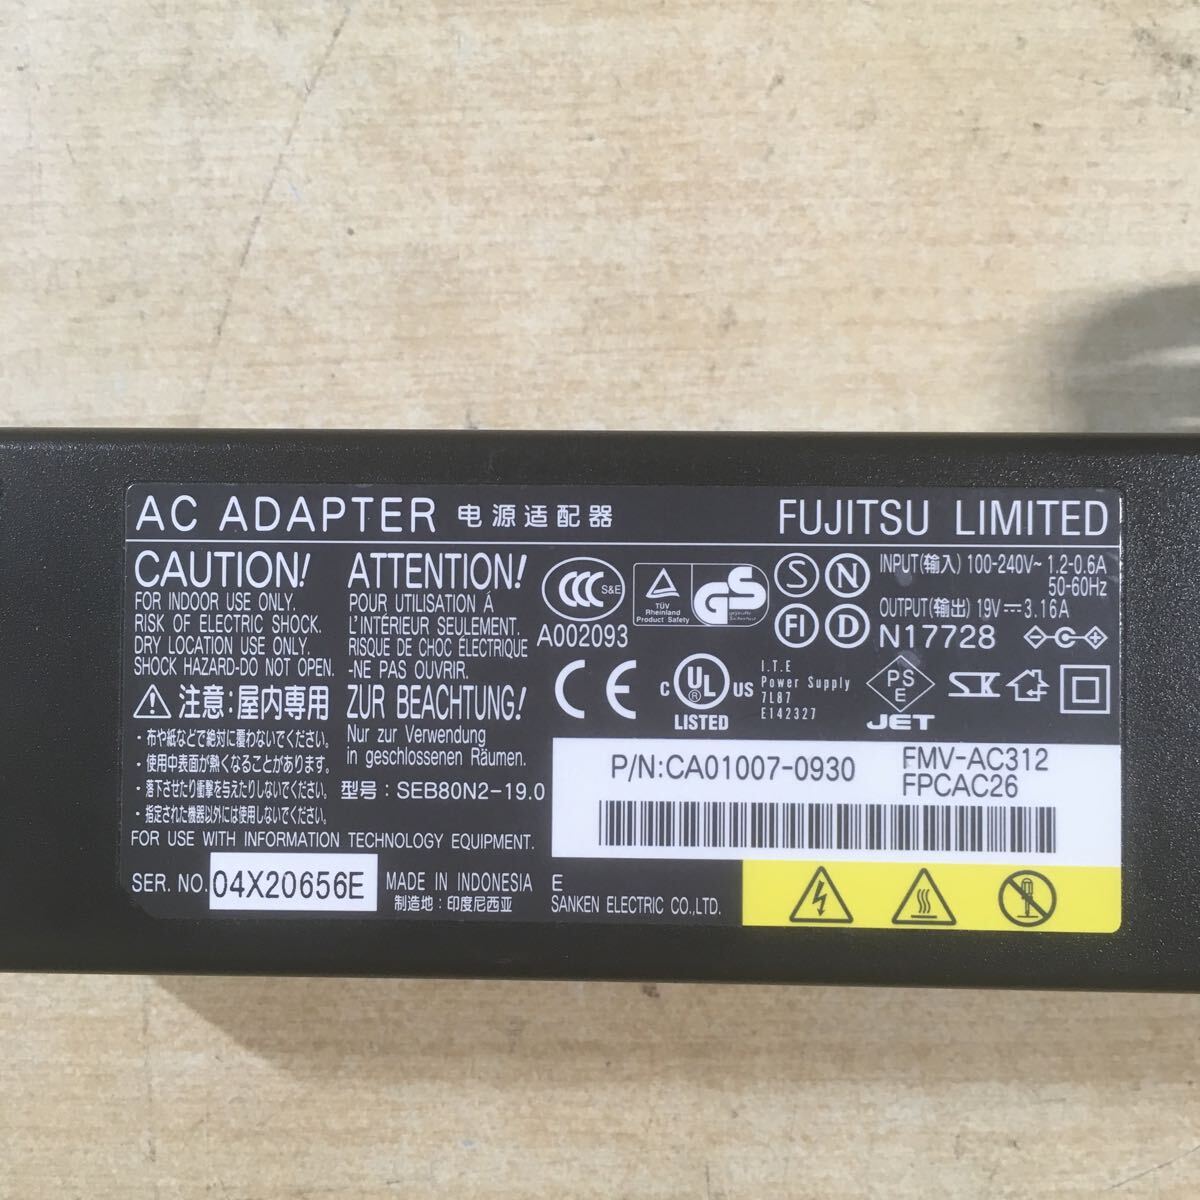 AC ADAPTER 电源适配器
FUJITSU LIMITED
CAUTION!
FOR INDOOR USE ONLY.
RISK OF ELECTRIC SHOCK.
DRY LOCATION USE ONLY.
SHOCK HAZARD-DO NOT OPEN.
注意:屋内専用
・布や紙などで絶対に覆わないでください。
・使用中表面が熱くなることがあります。
・落下させたり衝撃を与えたりしないでください。
・指定された機器以外には使用しないでください。
ATTENTION!
POUR UTILISATION Á
L'INTÉRIEUR SEULEMENT.
RISQUE DE CHOC ÉLECTRIQUE
-NE PAS OUVRIR.
ZUR BEACHTUNG!
Nur zur Verwendung
in geschlossenen Räumen.
型号: SEB80N2-19.0
FOR USE WITH INFORMATION TECHNOLOGY EQUIPMENT.
SER. NO. 04X20656E
MADE IN INDONESIA
制造地:印度尼西亚
E
SANKEN ELECTRIC CO.,LTD.
CCC S&E
A002093
TÜV
Rheinland
Product Safety
GS
geprüfte
Sicherheit
S N
FI D
INPUT(输入) 100-240V~ 1.2-0.6A
50-60Hz
OUTPUT(输出) 19V 3.16A
N17728
CE
C UL® US
LISTED
I.T.E
Power Supply
7L87
E142327
PS
E
JET
SK
P/N:CA01007-0930
FMV-AC312
FPCAC26